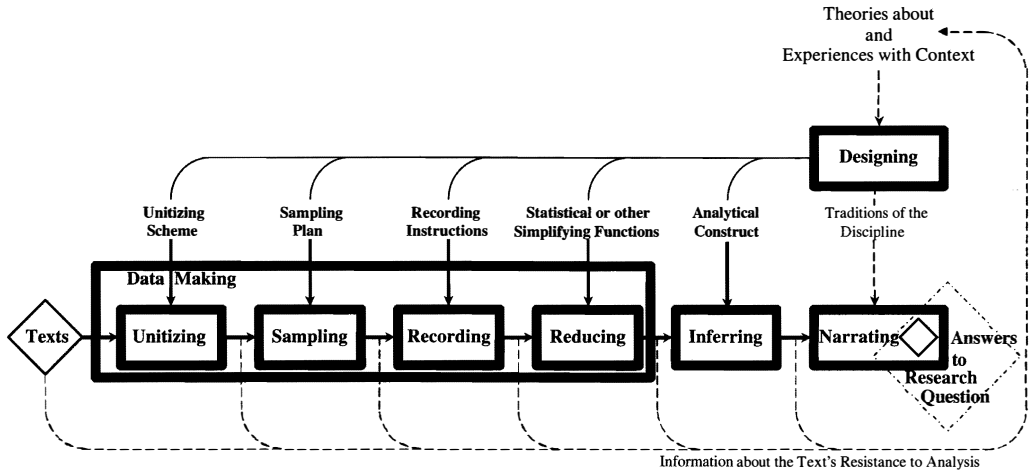 Theories about
and
Experiences with Context
Designing
Unitizing
Scheme
Sampling
Plan
Recording
Instructions
Statistical or other
Simplifying Functions
Analytical
Construct
Traditions of the
Discipline
Data Making
Texts
Unitizing
Sampling
Recording
Reducing
Inferring
Narrating
Answers
to
Research
Question
Information about the Text's Resistance to Analysis